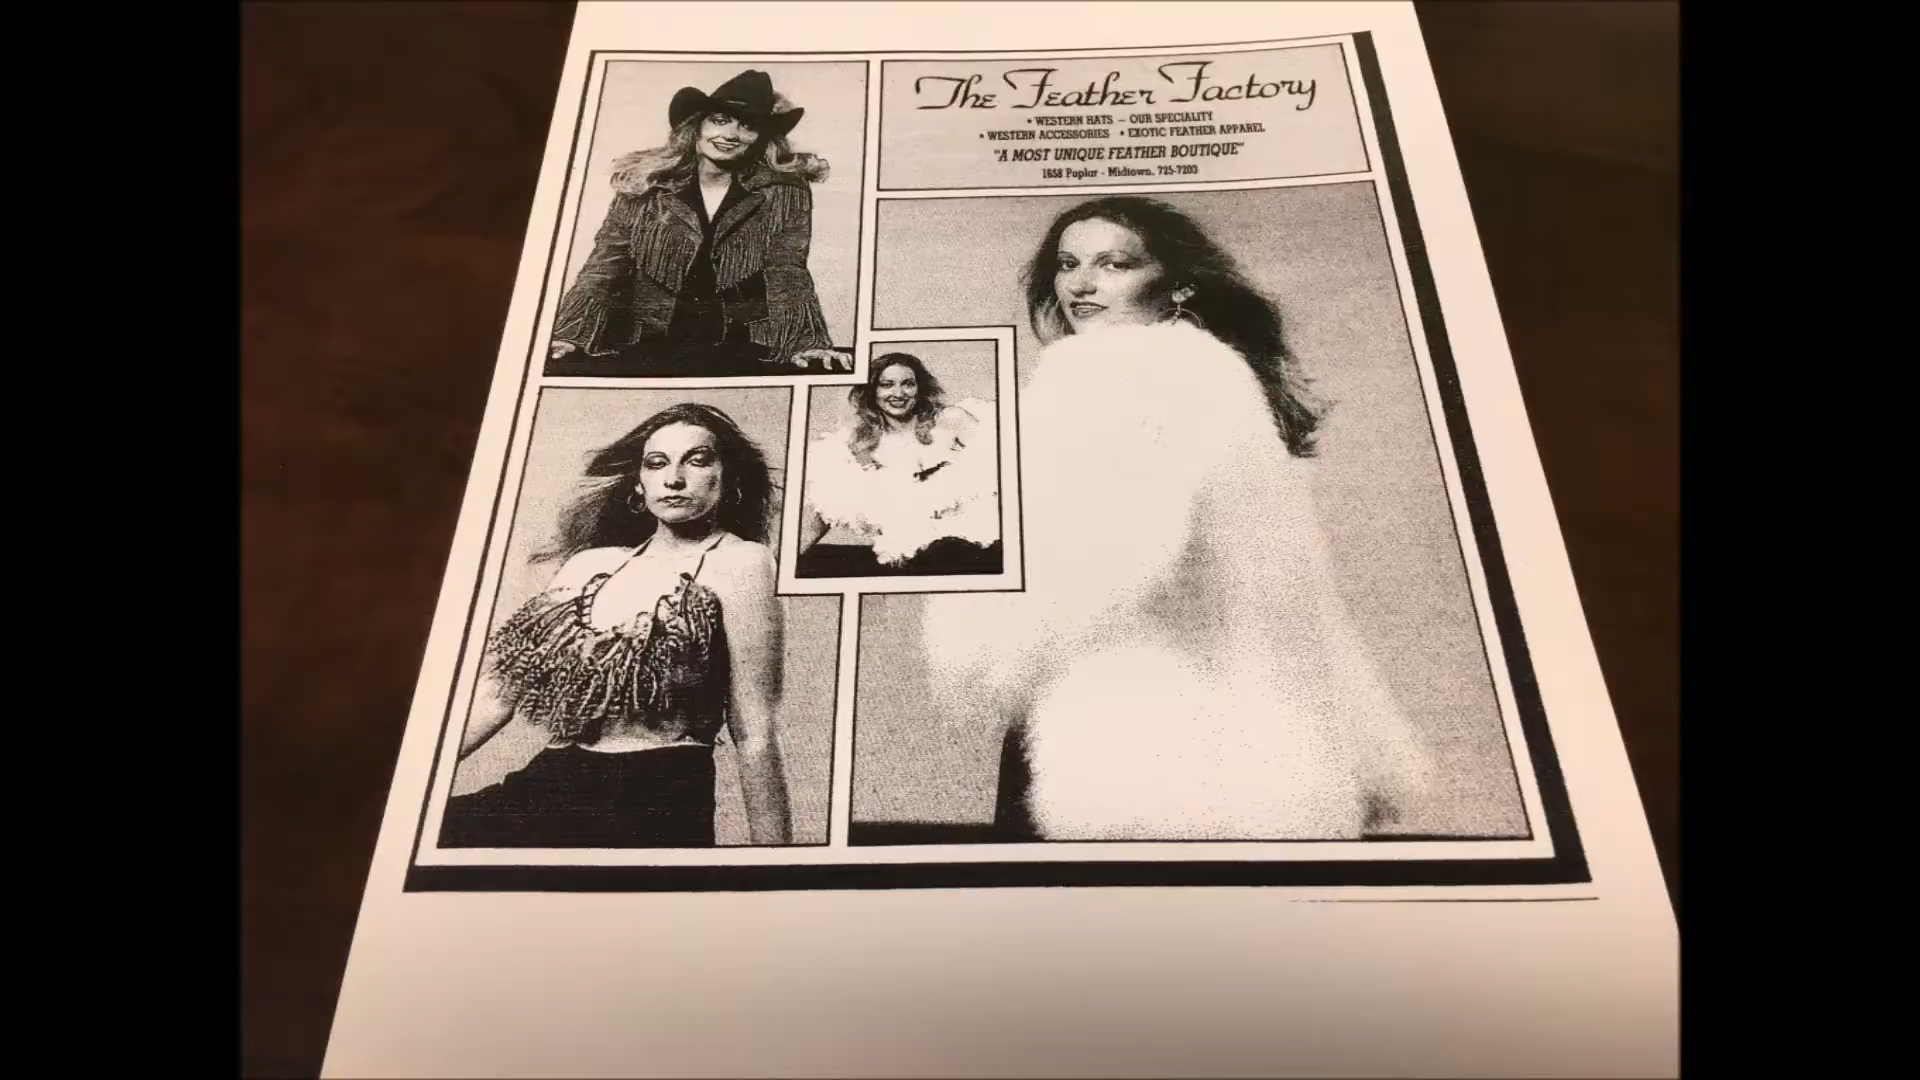 The Feather Factory
• WESTERN HATS – OUR SPECIALITY
• WESTERN ACCESSORIES • EXOTIC FEATHER APPAREL
"A MOST UNIQUE FEATHER BOUTIQUE"
1658 Poplar - Midtown. 725-7203